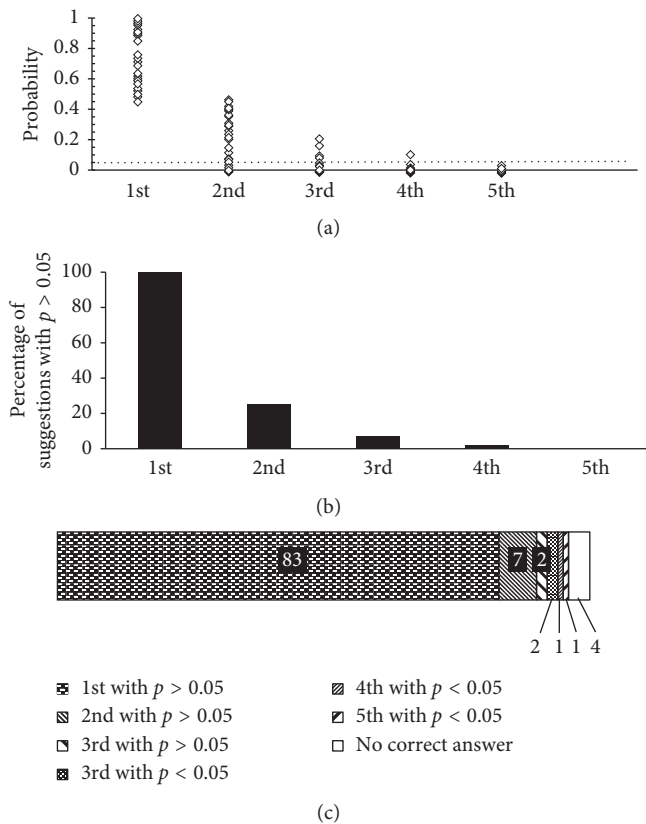 1
0.8
0.6
0.4
0.2
0
Probability
1st 2nd 3rd 4th 5th
(a)
100
80
60
40
20
0
Percentage of
suggestions with p > 0.05
1st 2nd 3rd 4th 5th
(b)
83 7 2
2 1 1 4
1st with p > 0.05
2nd with p > 0.05
3rd with p > 0.05
3rd with p < 0.05
4th with p < 0.05
5th with p < 0.05
No correct answer
(c)